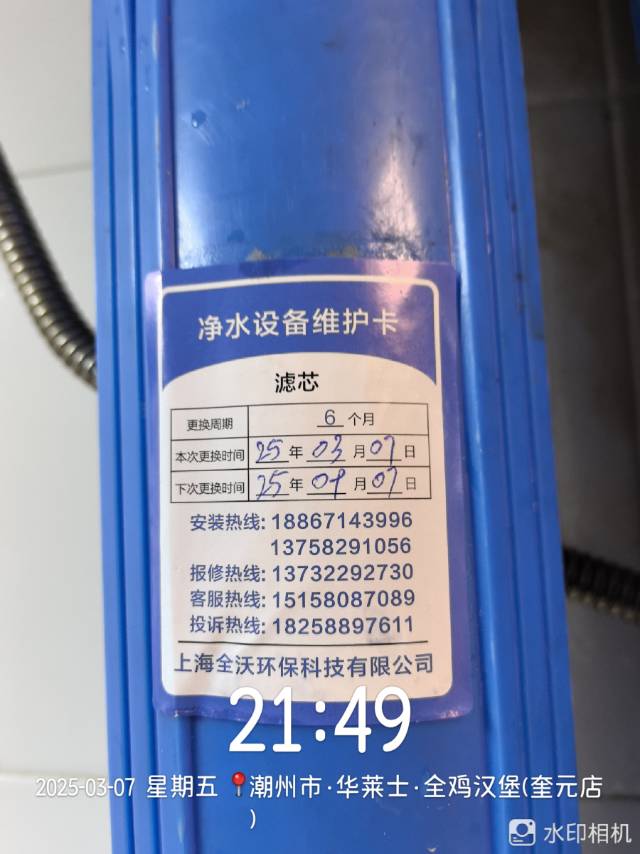 净水设备维护卡
滤芯
更换周期 6 个月
本次更换时间 25 年 03 月 07 日
下次更换时间 25 年 09 月 07 日
安装热线: 18867143996
13758291056
报修热线: 13732292730
客服热线: 15158087089
投诉热线: 18258897611
上海全沃环保科技有限公司
21:49
2025-03-07 星期五 潮州市·华莱士·全鸡汉堡(奎元店
)
水印相机